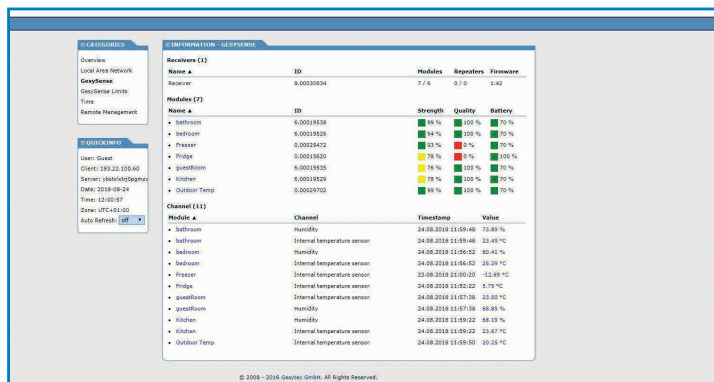 CATEGORIES
Overview
Local Area Network
GesySense
GesySense Limits
Time
Remote Management
QUICKINFO
User: Guest
Client: 193.22.100.60
Date: 2018-08-24
Time: 12:00:57
Zone: UTC+01:00
Auto Refresh: off
INFORMATION - GESYSENSE
Receivers (1)
Name ▲ ID Modules Repeaters Firmware
Receiver 8.00030834 7 / 6 0 / 0 1.42
Modules (7)
Name ▲ ID Strength Quality Battery
• bathroom 6.00019538 99 % 100 % 70 %
• bedroom 6.00019526 94 % 100 % 70 %
• Freezer 0.00029472 93 % 0 % 70 %
• Fridge 0.00015620 78 % 0 % 100 %
• guestRoom 6.00019535 76 % 100 % 70 %
• Kitchen 6.00019529 78 % 100 % 70 %
• Outdoor Temp 0.00029702 99 % 100 % 70 %
Channel (11)
Module ▲ Channel Timestamp Value
• bathroom Humidity 24.08.2018 11:59:48 73.89 %
• bathroom Internal temperature sensor 24.08.2018 11:59:48 23.49 °C
• bedroom Humidity 24.08.2018 11:56:52 60.41 %
• bedroom Internal temperature sensor 24.08.2018 11:56:52 25.29 °C
• Freezer Internal temperature sensor 23.08.2018 21:00:20 -12.69 °C
• Fridge Internal temperature sensor 24.08.2018 11:52:22 5.75 °C
• guestRoom Internal temperature sensor 24.08.2018 11:57:38 23.50 °C
• guestRoom Humidity 24.08.2018 11:57:38 68.85 %
• Kitchen Humidity 24.08.2018 11:59:22 66.19 %
• Kitchen Internal temperature sensor 24.08.2018 11:59:22 23.67 °C
• Outdoor Temp Internal temperature sensor 24.08.2018 11:59:50 20.25 °C
© 2008 - 2016 Gesytec GmbH. All Rights Reserved.